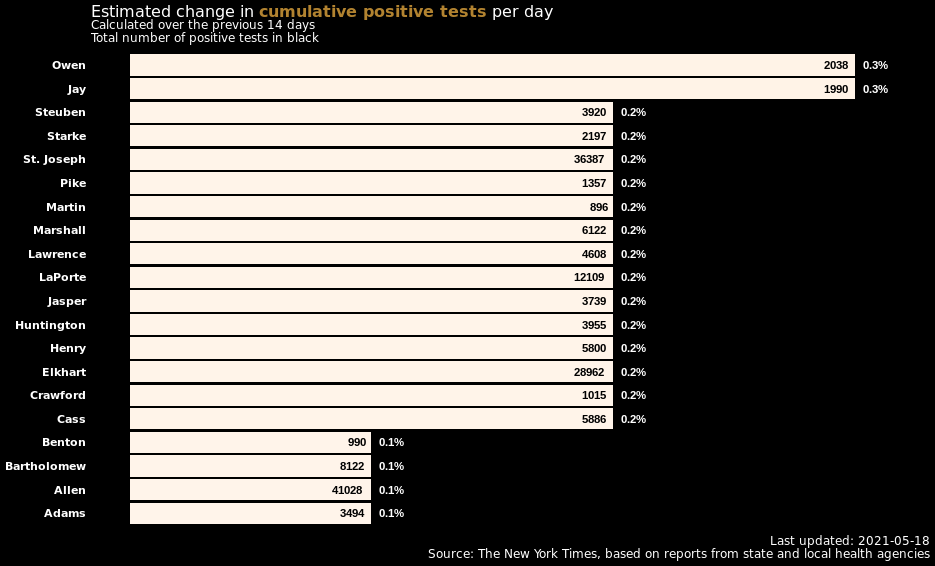 Estimated change in cumulative positive tests per day
Calculated over the previous 14 days
Total number of positive tests in black
Owen 2038 0.3%
Jay 1990 0.3%
Steuben 3920 0.2%
Starke 2197 0.2%
St. Joseph 36387 0.2%
Pike 1357 0.2%
Martin 896 0.2%
Marshall 6122 0.2%
Lawrence 4608 0.2%
LaPorte 12109 0.2%
Jasper 3739 0.2%
Huntington 3955 0.2%
Henry 5800 0.2%
Elkhart 28962 0.2%
Crawford 1015 0.2%
Cass 5886 0.2%
Benton 990 0.1%
Bartholomew 8122 0.1%
Allen 41028 0.1%
Adams 3494 0.1%
Last updated: 2021-05-18
Source: The New York Times, based on reports from state and local health agencies